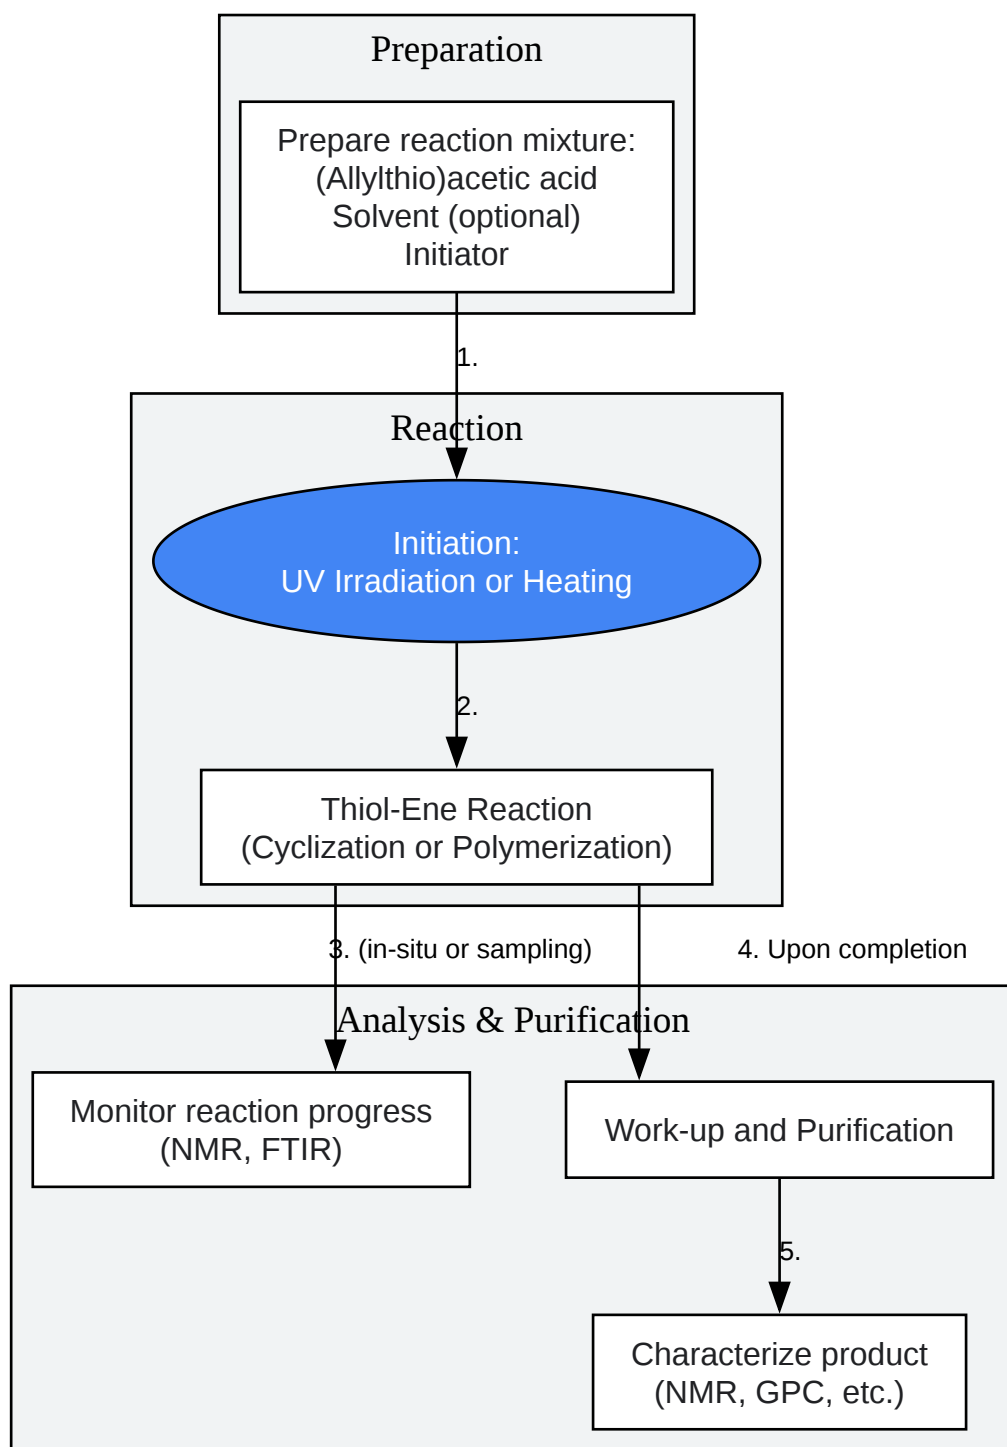 Preparation
Prepare reaction mixture:
(Allylthio)acetic acid
Solvent (optional)
Initiator
1.
Reaction
Initiation:
UV Irradiation or Heating
2.
Thiol-Ene Reaction
(Cyclization or Polymerization)
3. (in-situ or sampling)
4. Upon completion
Analysis & Purification
Monitor reaction progress
(NMR, FTIR)
Work-up and Purification
5.
Characterize product
(NMR, GPC, etc.)